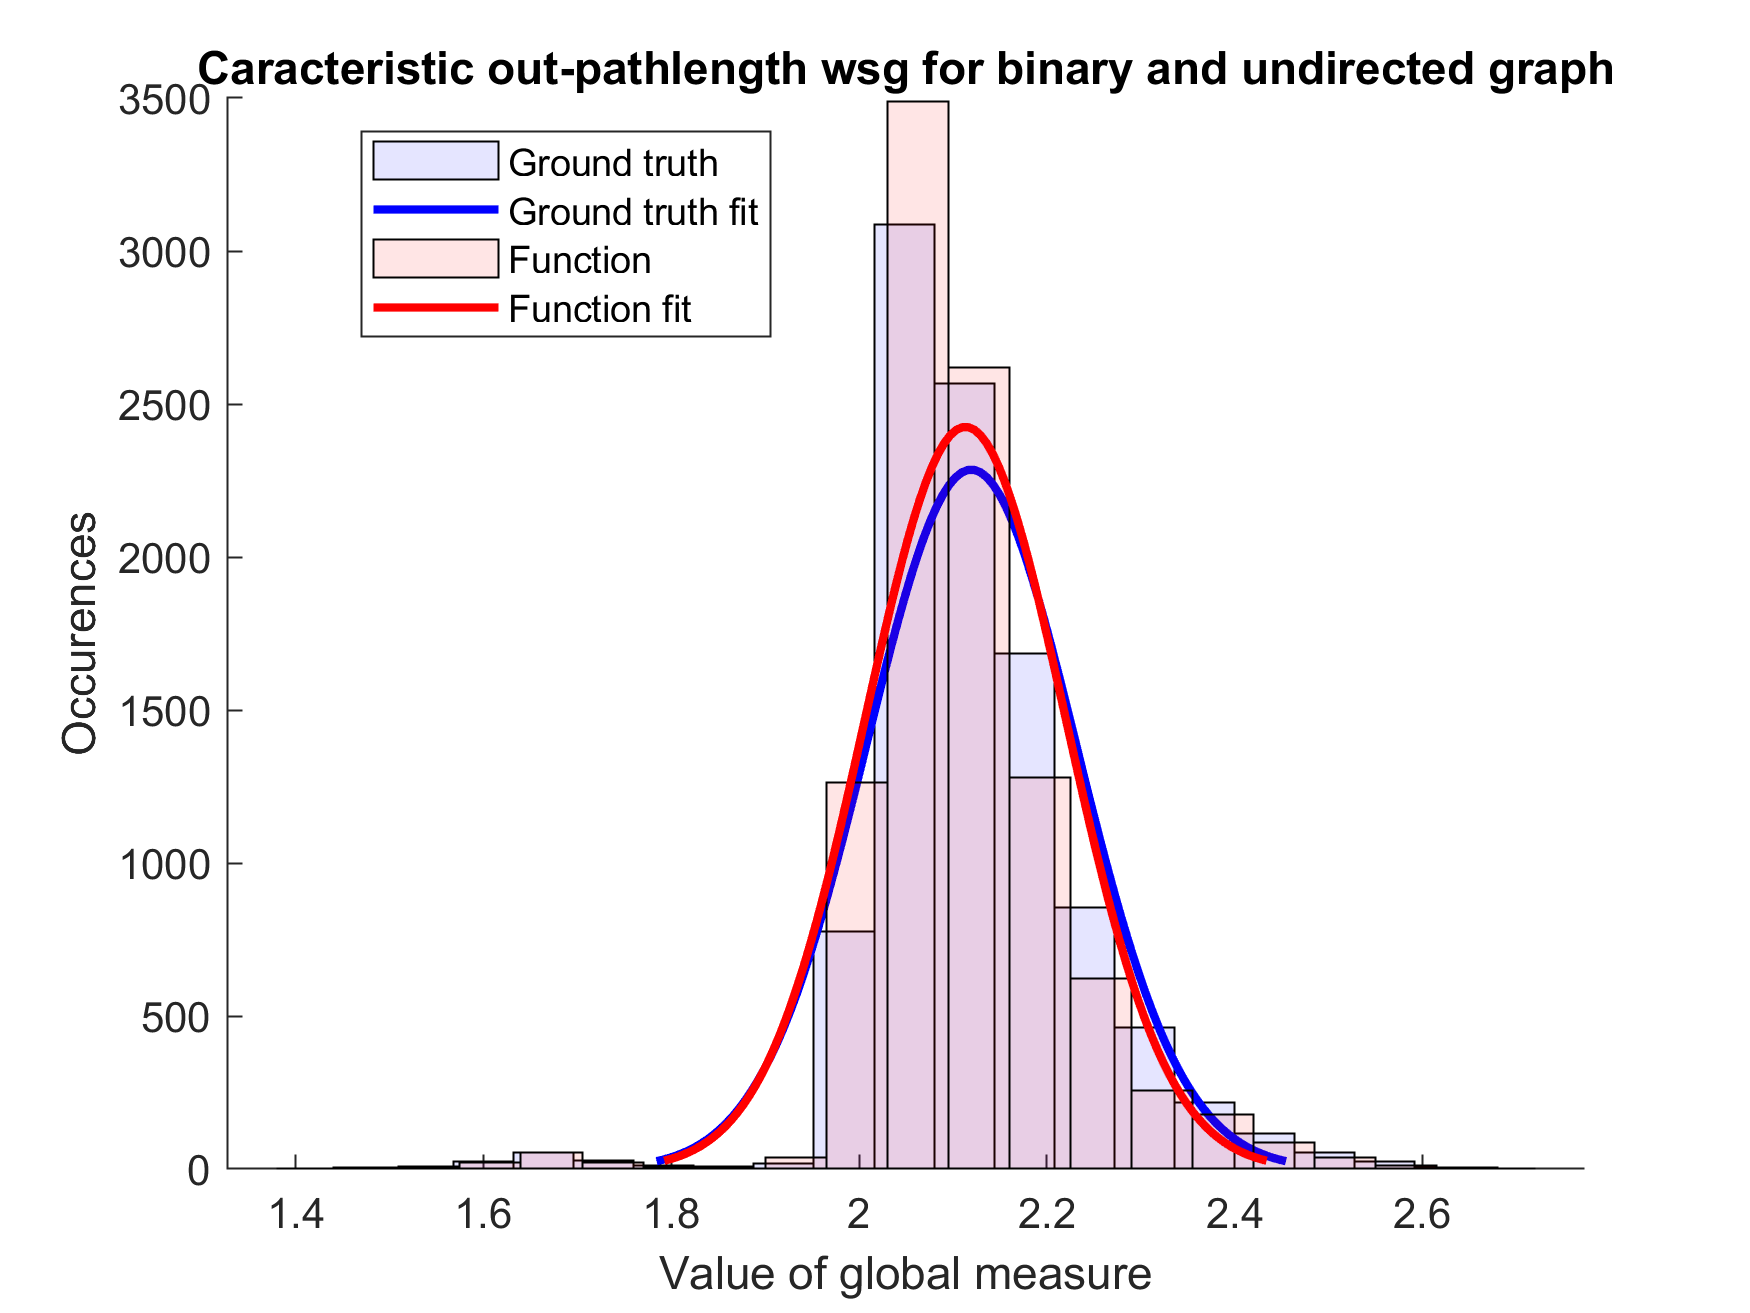 Caracteristic out-pathlength wsg for binary and undirected graph
3500
3000
2500
2000
1500
1000
500
0
Occurences
Ground truth
Ground truth fit
Function
Function fit
1.4 1.6 1.8 2 2.2 2.4 2.6
Value of global measure